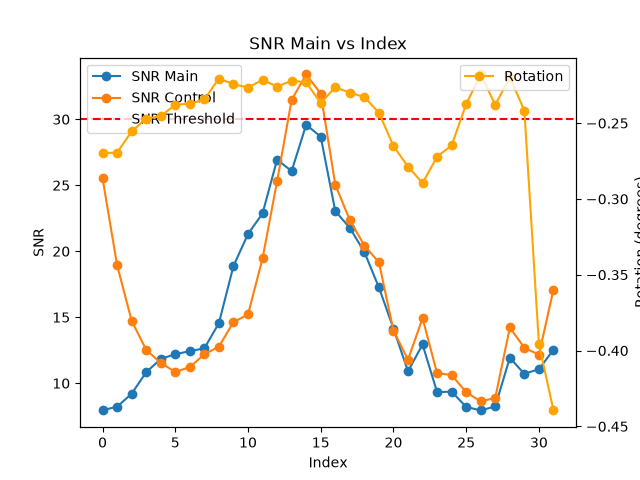 SNR Main vs Index
SNR Main
SNR Control
SNR Threshold
Rotation
SNR
30
25
20
15
10
0
5
10
15
20
25
30
Index
−0.25
−0.30
−0.35
−0.40
−0.45
Rotation (degrees)